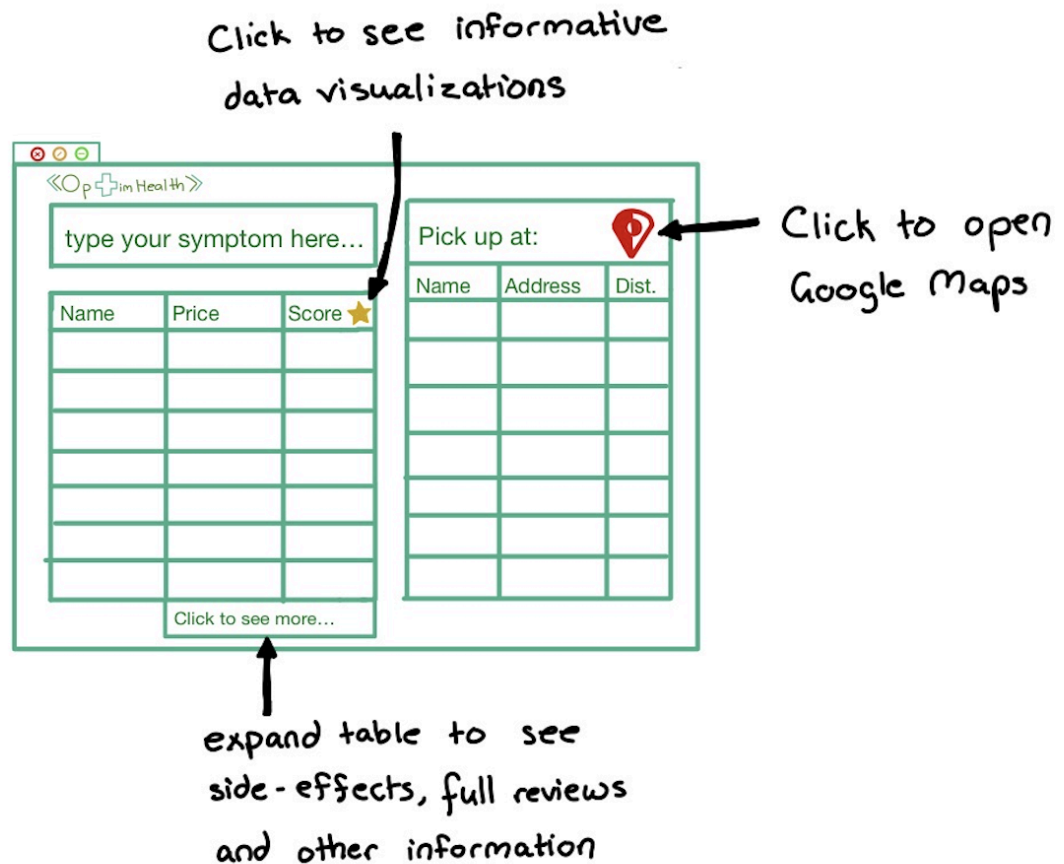 Click to see informative
data visualizations
≪Op✚timHealth≫
type your symptom here...
Name Price Score
Click to see more...
Pick up at:
Name Address Dist.
Click to open
Google Maps
expand table to see
side-effects, full reviews
and other information